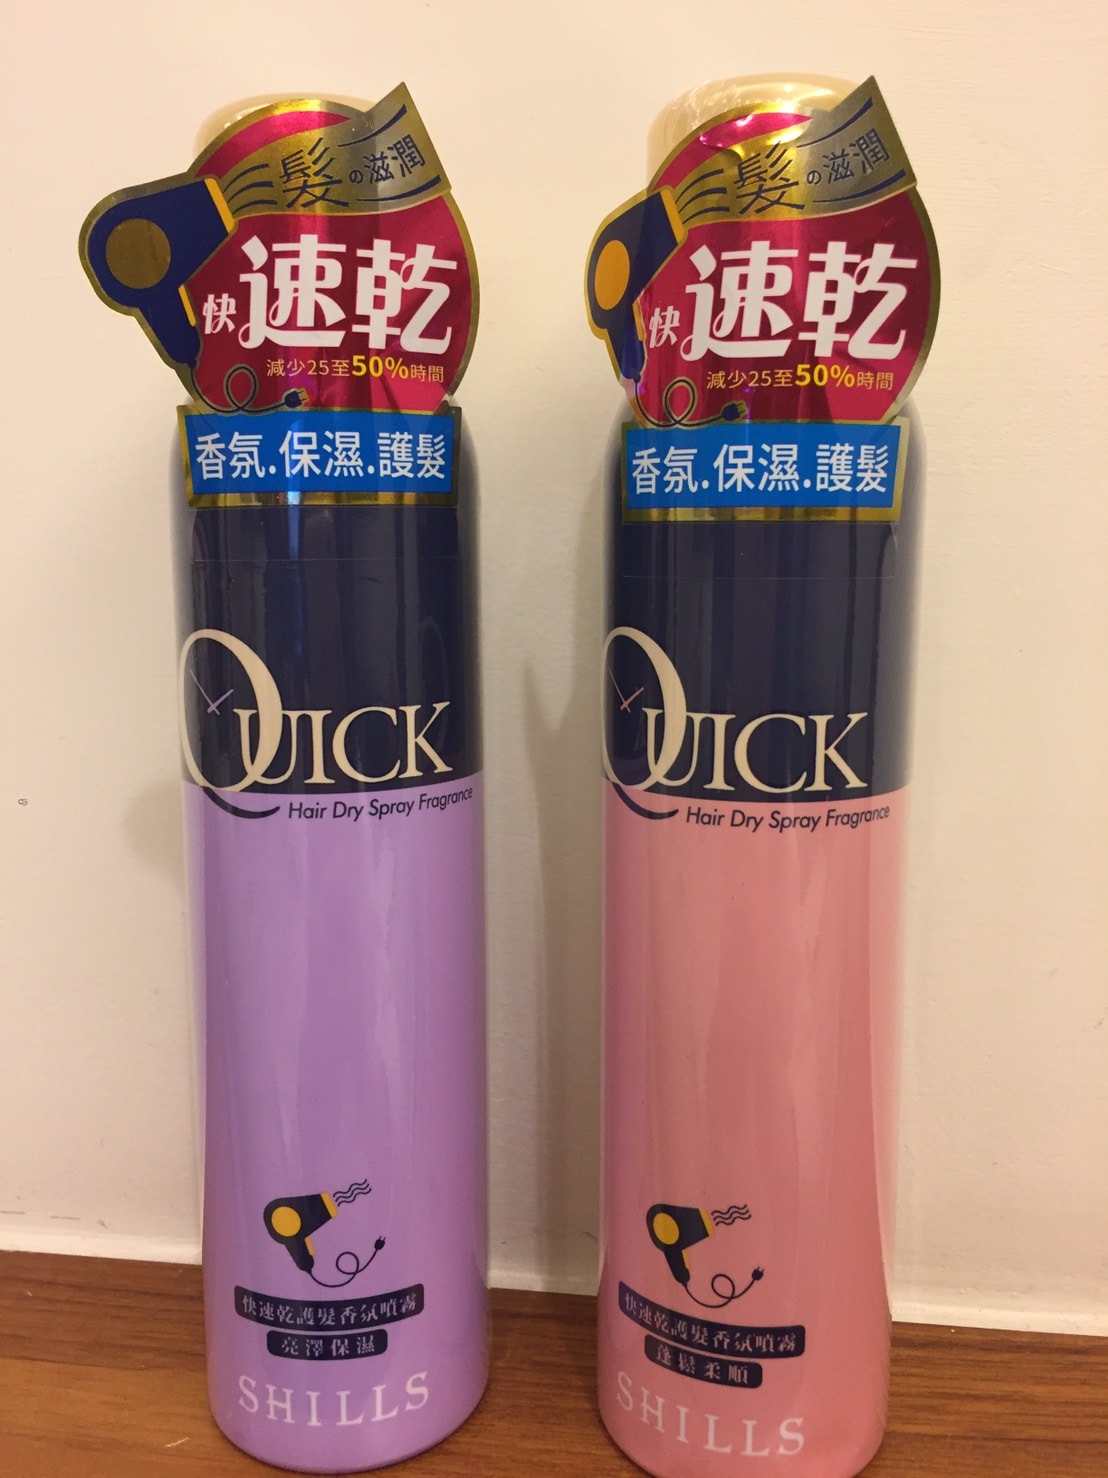 髮の滋潤
快速乾
減少25至50%時間
香氛.保濕.護髮
QUICK
Hair Dry Spray Fragrance
快速乾護髮香氛噴霧
亮澤保濕
SHILLS
髮の滋潤
快速乾
減少25至50%時間
香氛.保濕.護髮
QUICK
Hair Dry Spray Fragrance
快速乾護髮香氛噴霧
蓬鬆柔順
SHILLS